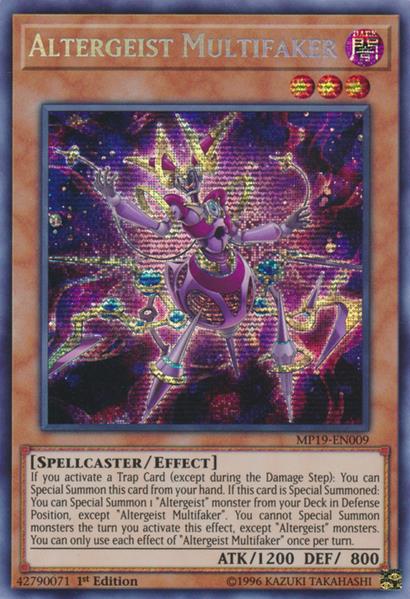 ALTERGEIST MULTIFAKER
DARK
闇
MP19-EN009
[SPELLCASTER/EFFECT]
If you activate a Trap Card (except during the Damage Step): You can
Special Summon this card from your hand. If this card is Special Summoned:
You can Special Summon 1 "Altergeist" monster from your Deck in Defense
Position, except "Altergeist Multifaker". You cannot Special Summon
monsters the turn you activate this effect, except "Altergeist" monsters.
You can only use each effect of "Altergeist Multifaker" once per turn.
ATK/1200 DEF/ 800
42790071 1st Edition ©1996 KAZUKI TAKAHASHI